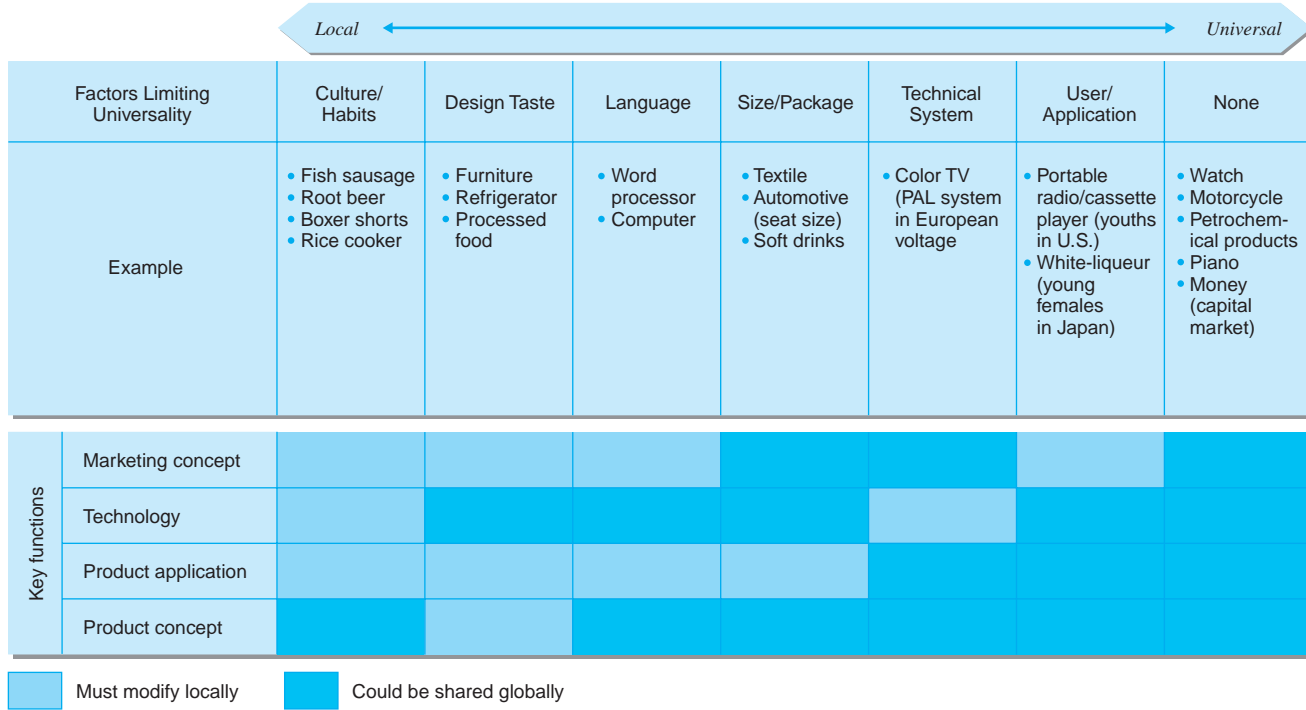 Local
Universal
Factors Limiting
Universality
Culture/
Habits
Design Taste
Language
Size/Package
Technical
System
User/
Application
None
Example
• Fish sausage
• Root beer
• Boxer shorts
• Rice cooker
• Furniture
• Refrigerator
• Processed
food
• Word
processor
• Computer
• Textile
• Automotive
(seat size)
• Soft drinks
• Color TV
(PAL system
in European
voltage
• Portable
radio/cassette
player (youths
in U.S.)
• White-liqueur
(young
females
in Japan)
• Watch
• Motorcycle
• Petrochem-
ical products
• Piano
• Money
(capital
market)
Key functions
Marketing concept
Technology
Product application
Product concept
Must modify locally
Could be shared globally